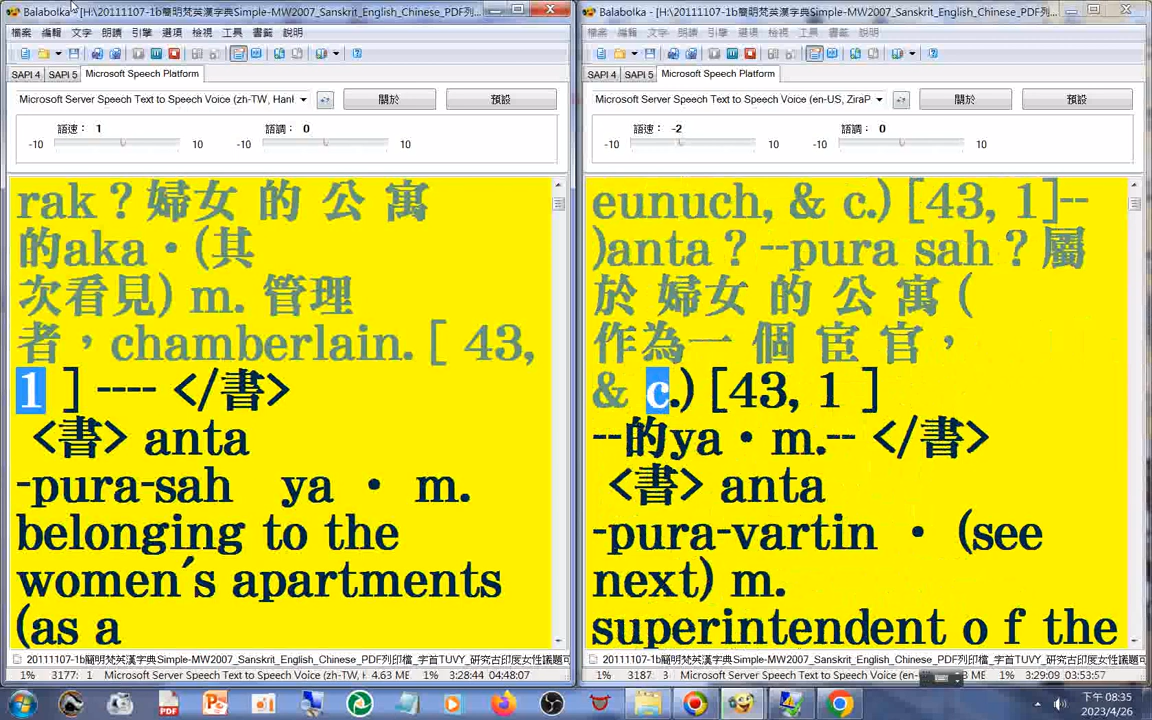 Balabolka - [H:\20111107-1b簡明梵英漢字典Simple-MW2007_Sanskrit_English_Chinese_PDF列...
檔案 編輯 文字 朗讀 引擎 選項 檢視 工具 書籤 說明
SAPI 4 SAPI 5 Microsoft Speech Platform
Microsoft Server Speech Text to Speech Voice (zh-TW, Hanl
關於
預設
語速： 1
語調： 0
-10 10 -10 10
rak ? 婦女 的 公 寓
的aka • (其
次看見) m. 管理
者，chamberlain. [ 43,
1 ] ---- </書>
<書> anta
-pura-sah ya • m.
belonging to the
women's apartments
(as a
20111107-1b簡明梵英漢字典Simple-MW2007_Sanskrit_English_Chinese_PDF列印檔_字首TUVY_研究古印度女性議題可
1% 3177: 1 Microsoft Server Speech Text to Speech Voice (zh-TW, H 4.63 ME 1% 3:28:44 04:48:07
Balabolka - [H:\20111107-1b簡明梵英漢字典Simple-MW2007_Sanskrit_English_Chinese_PDF列印...
檔案 編輯 文字 朗讀 引擎 選項 檢視 工具 書籤 說明
SAPI 4 SAPI 5 Microsoft Speech Platform
Microsoft Server Speech Text to Speech Voice (en-US, ZiraP
關於
預設
語速： -2
語調： 0
-10 10 -10 10
eunuch, & c.) [43, 1]--
)anta ? --pura sah ? 屬
於 婦女 的 公 寓 (
作為一 個 宦 官，
& c.) [43, 1 ]
--的ya • m.-- </書>
<書> anta
-pura-vartin • (see
next) m.
superintendent o f the
20111107-1b簡明梵英漢字典Simple-MW2007_Sanskrit_English_Chinese_PDF列印檔_字首TUVY_研究古印度女性議題可
1% 3187 3 Microsoft Server Speech Text to Speech Voice 1% 3:29:09 03:53:57
PDF
下午 08:35
2023/4/26